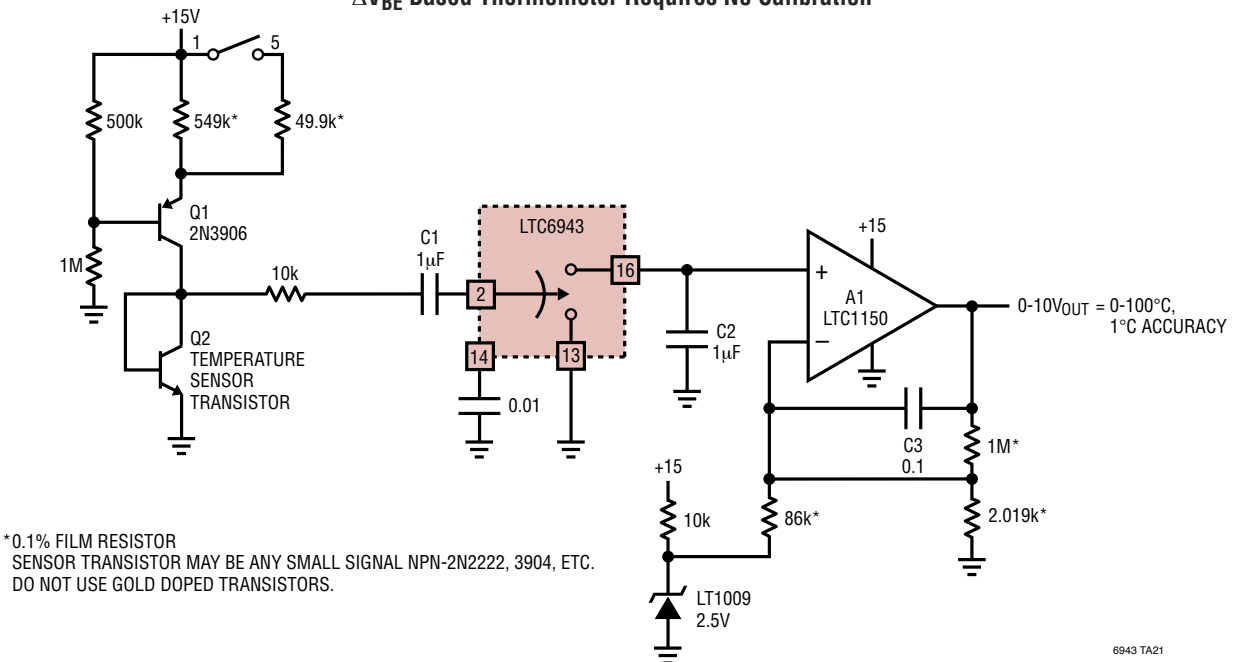 ΔVBE Based Thermometer Requires No Calibration
+15V
1
5
500k
549k*
49.9k*
Q1
2N3906
1M
10k
C1
1µF
LTC6943
2
16
14
13
0.01
Q2
TEMPERATURE
SENSOR
TRANSISTOR
C2
1µF
+15
+
−
A1
LTC1150
0-10VOUT = 0-100°C,
1°C ACCURACY
C3
0.1
1M*
2.019k*
+15
10k
86k*
LT1009
2.5V
*0.1% FILM RESISTOR
SENSOR TRANSISTOR MAY BE ANY SMALL SIGNAL NPN-2N2222, 3904, ETC.
DO NOT USE GOLD DOPED TRANSISTORS.
6943 TA21